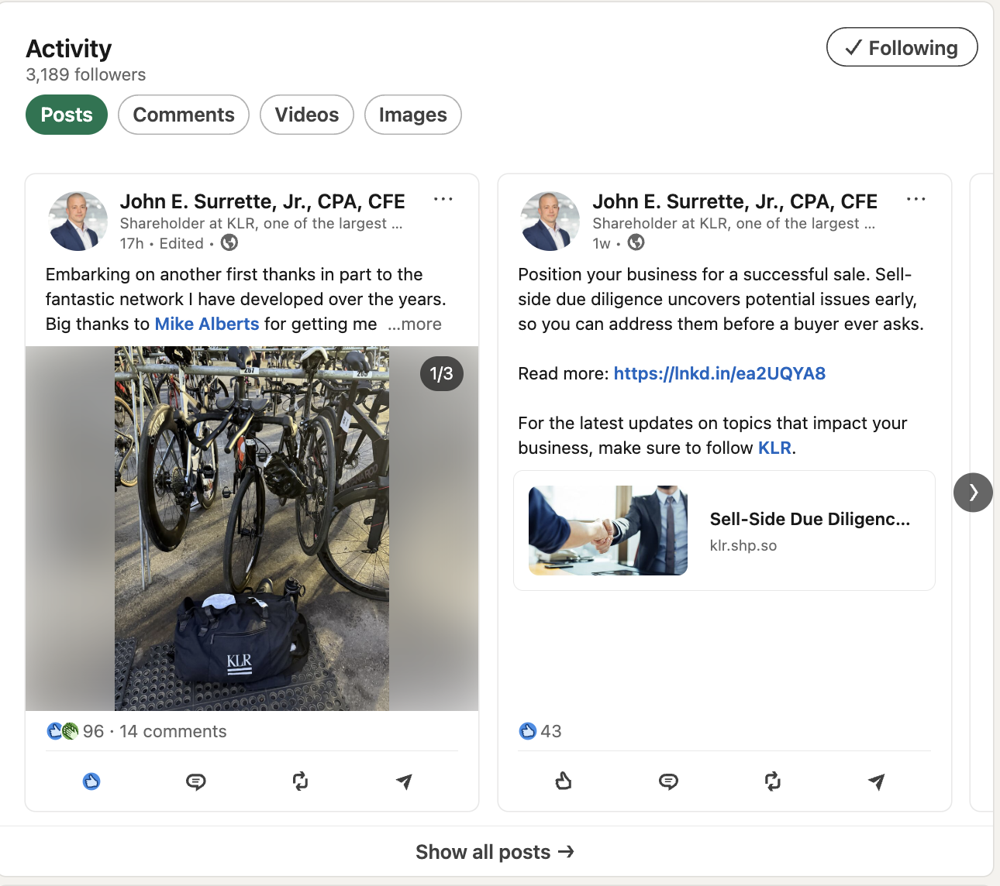 Activity
3,189 followers
✓ Following
Posts
Comments
Videos
Images
John E. Surrette, Jr., CPA, CFE
Shareholder at KLR, one of the largest ...
17h • Edited •
Embarking on another first thanks in part to the
fantastic network I have developed over the years.
Big thanks to Mike Alberts for getting me ...more
1/3
267
KLR
96 · 14 comments
John E. Surrette, Jr., CPA, CFE
Shareholder at KLR, one of the largest ...
1w •
Position your business for a successful sale. Sell-
side due diligence uncovers potential issues early,
so you can address them before a buyer ever asks.
Read more: https://lnkd.in/ea2UQYA8
For the latest updates on topics that impact your
business, make sure to follow KLR.
Sell-Side Due Diligenc...
klr.shp.so
43
Show all posts →